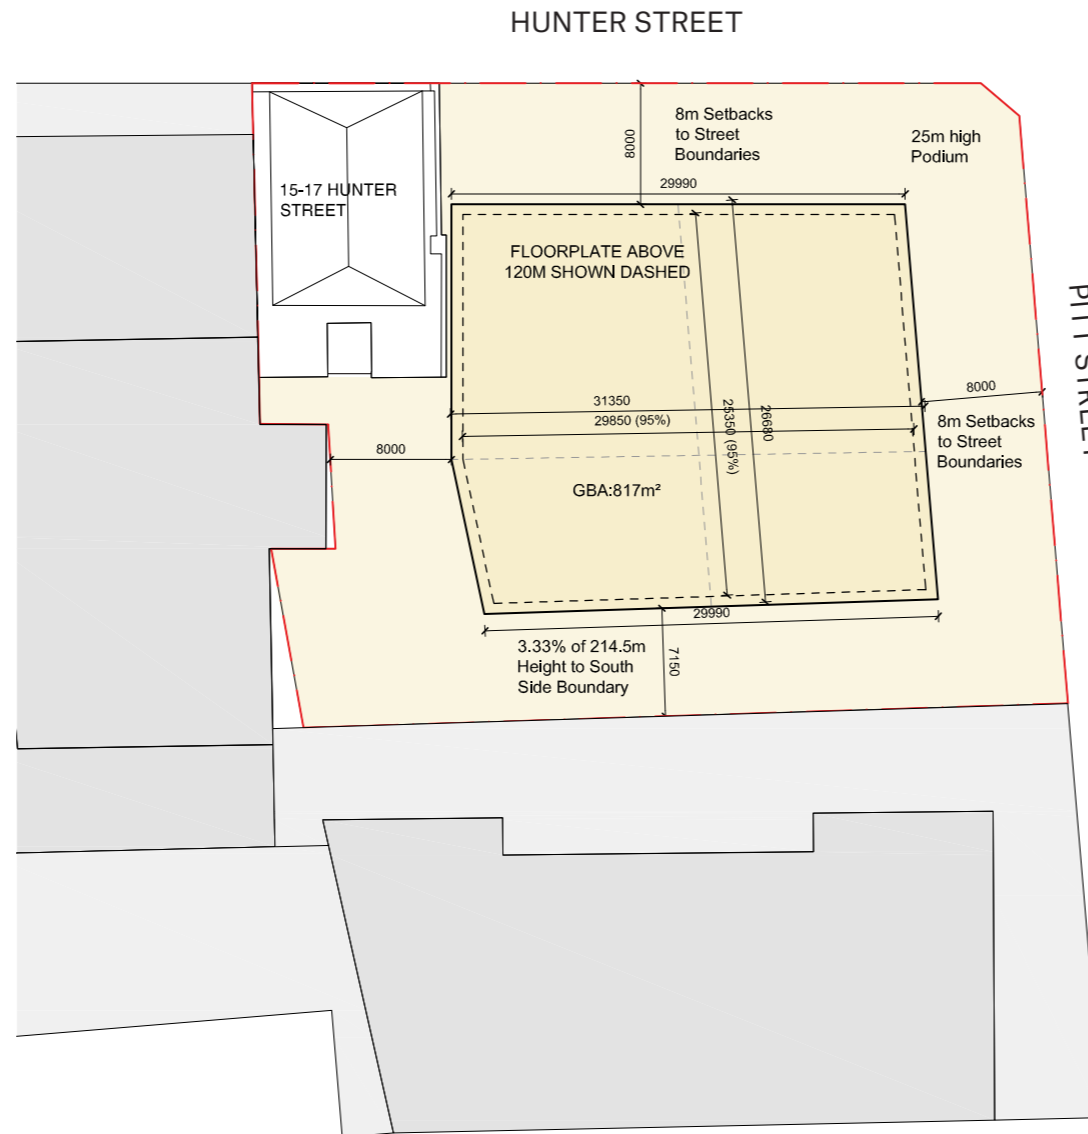 HUNTER STREET
8m Setbacks
to Street
Boundaries
25m high
Podium
8000
15-17 HUNTER
STREET
29990
FLOORPLATE ABOVE
120M SHOWN DASHED
PITT STREET
8000
31350
29850 (95%)
25350 (95%)
26680
8m Setbacks
to Street
Boundaries
8000
GBA:817m²
29990
3.33% of 214.5m
Height to South
Side Boundary
7150